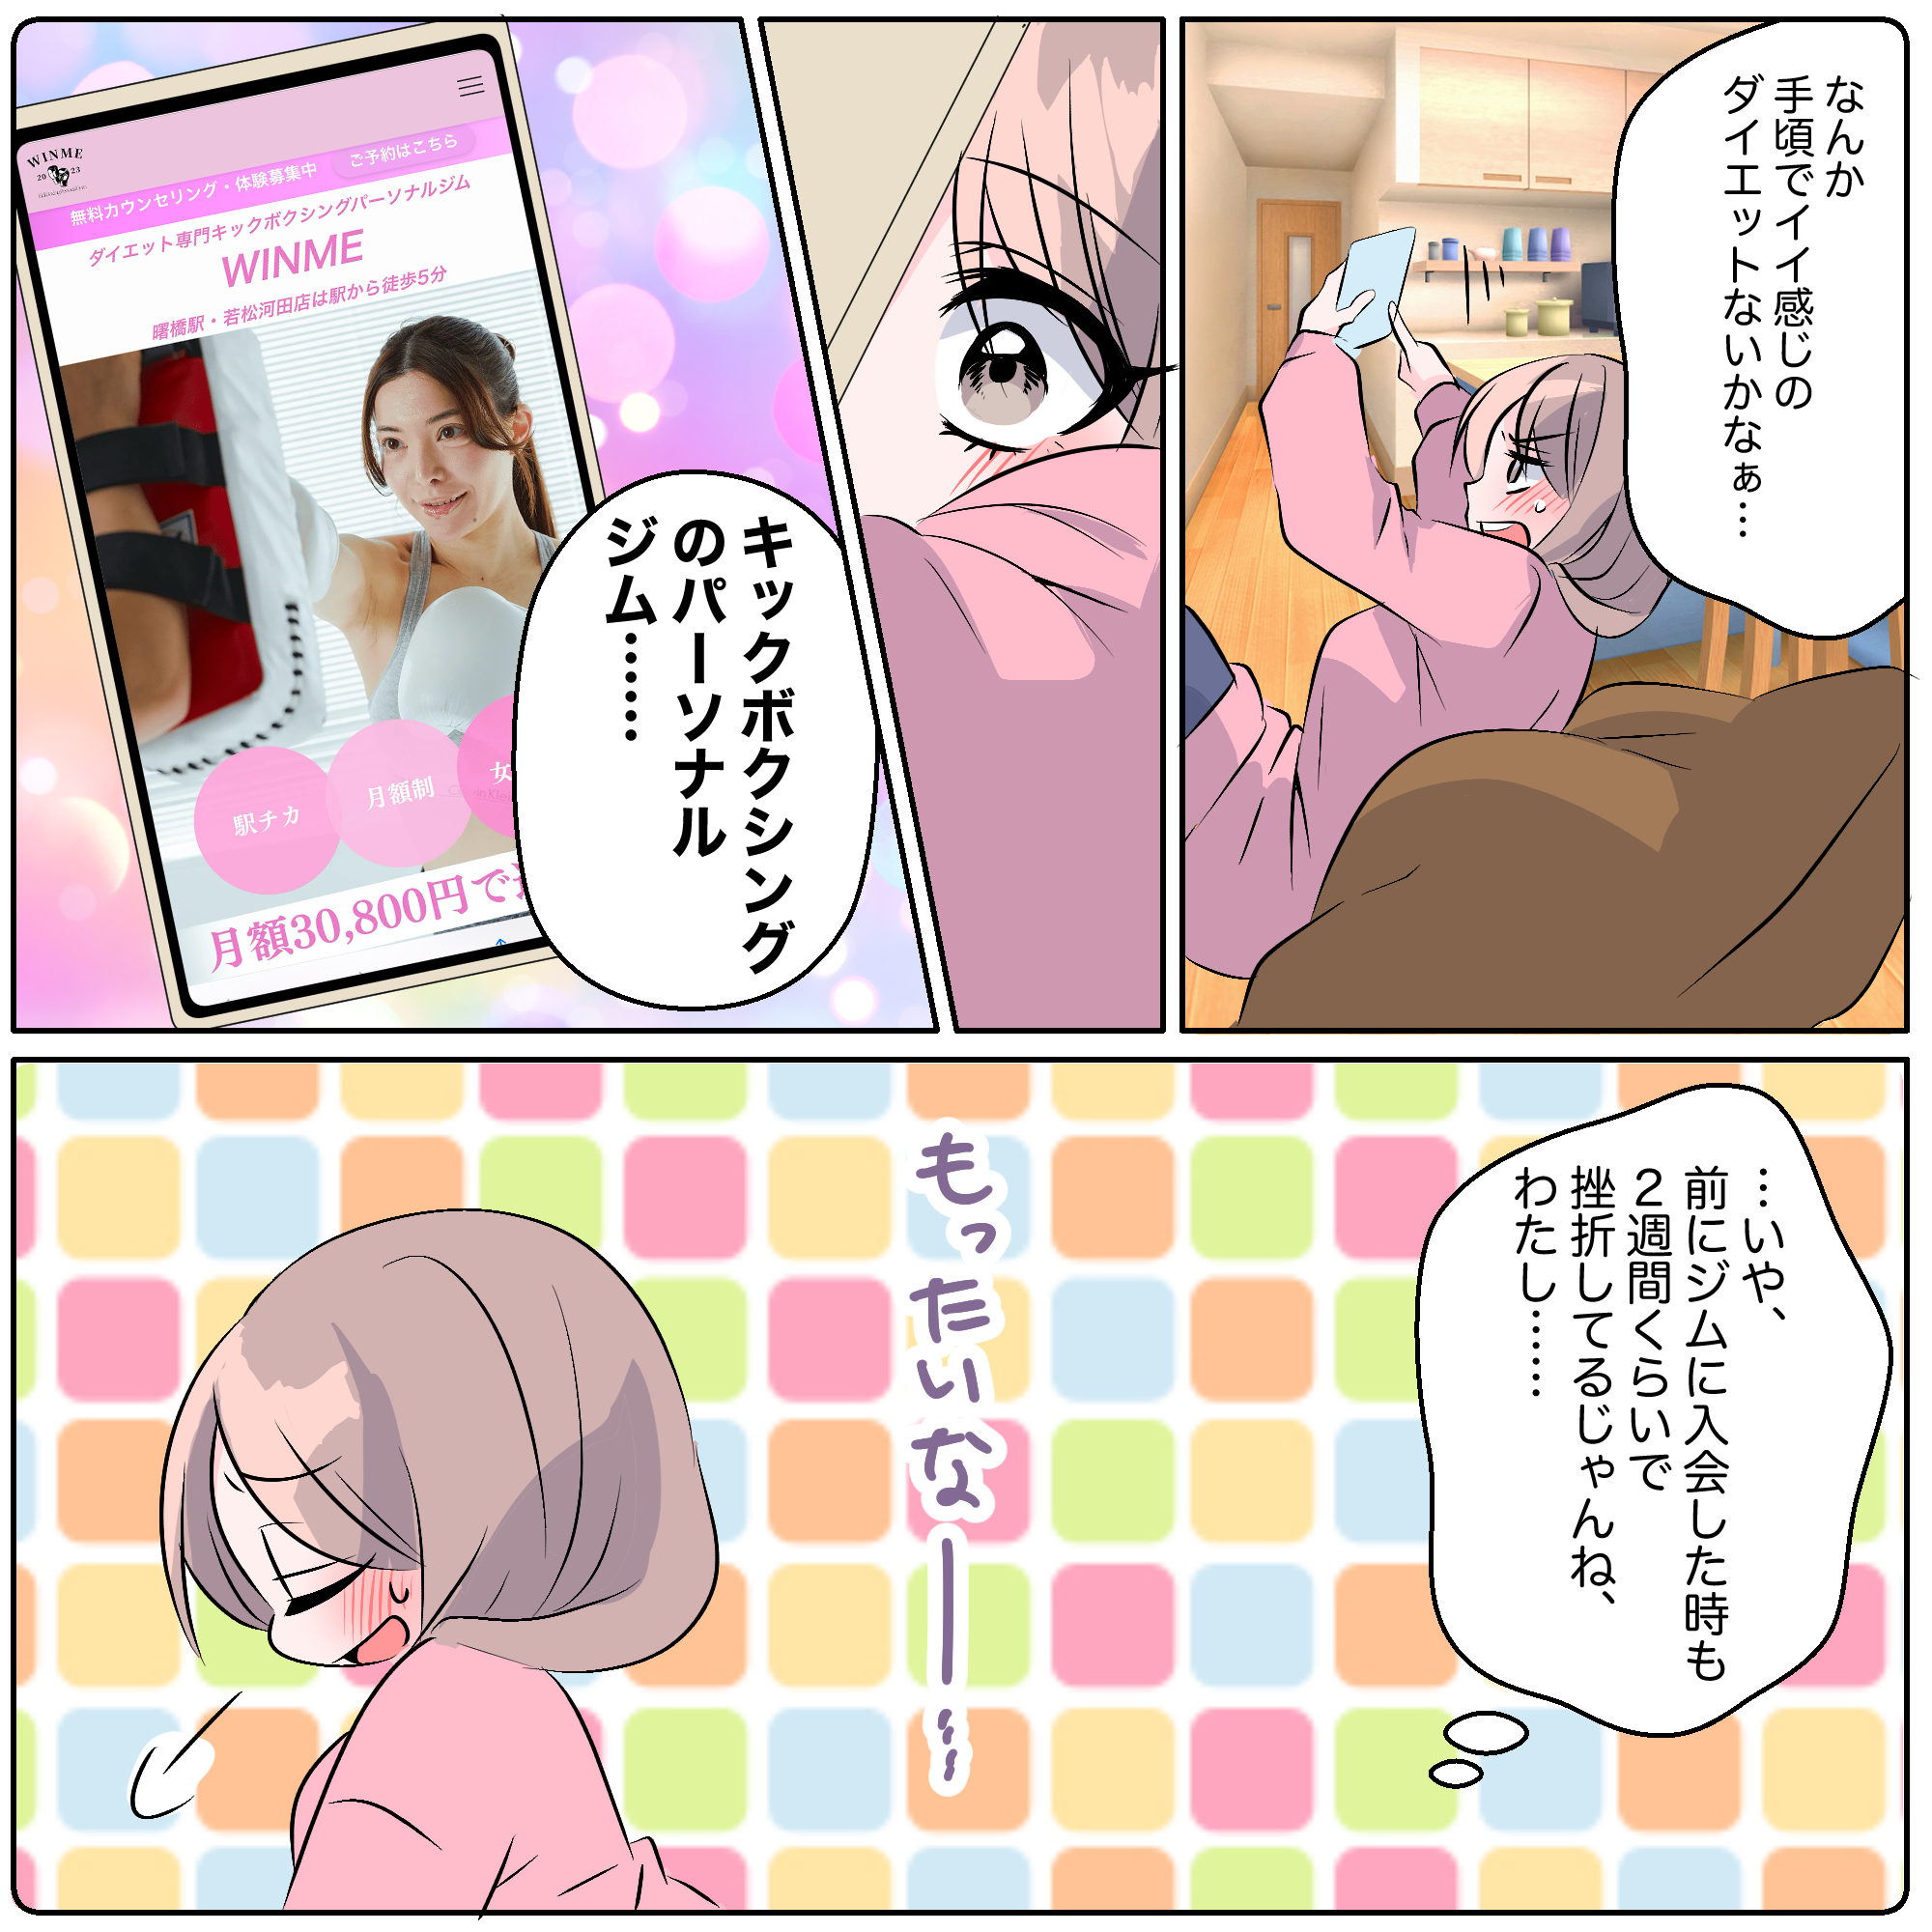 なんか
手頃でイイ感じの
ダイエットないかなぁ…
WINME
20 23
無料カウンセリング・体験募集中
ご予約はこちら
ダイエット専門キックボクシングパーソナルジム
WINME
曙橋駅・若松河田店は駅から徒歩5分
駅チカ
月額制
女
月額30,800円で
キックボクシング
のパーソナル
ジム……
…いや、
前にジムに入会した時も
２週間くらいで
挫折してるじゃんね、
わたし……
もったいなーー…